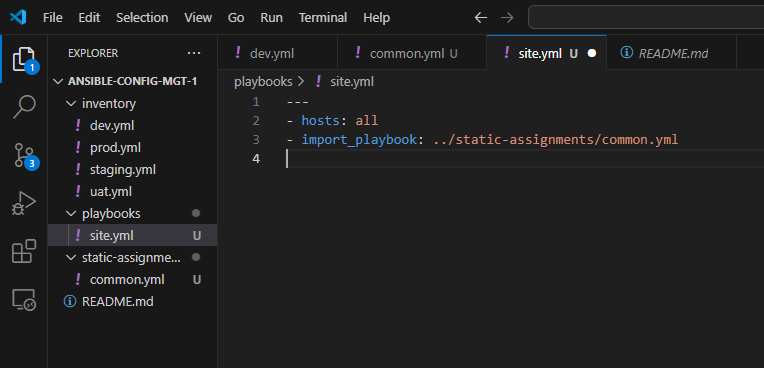 File Edit Selection View Go Run Terminal Help
EXPLORER
dev.yml common.yml U site.yml U README.md
ANSIBLE-CONFIG-MGT-1
playbooks > site.yml
inventory
dev.yml
prod.yml
staging.yml
uat.yml
playbooks
site.yml U
static-assignme...
common.yml U
README.md
1
3
1 ---
2 - hosts: all
3 - import_playbook: ../static-assignments/common.yml
4